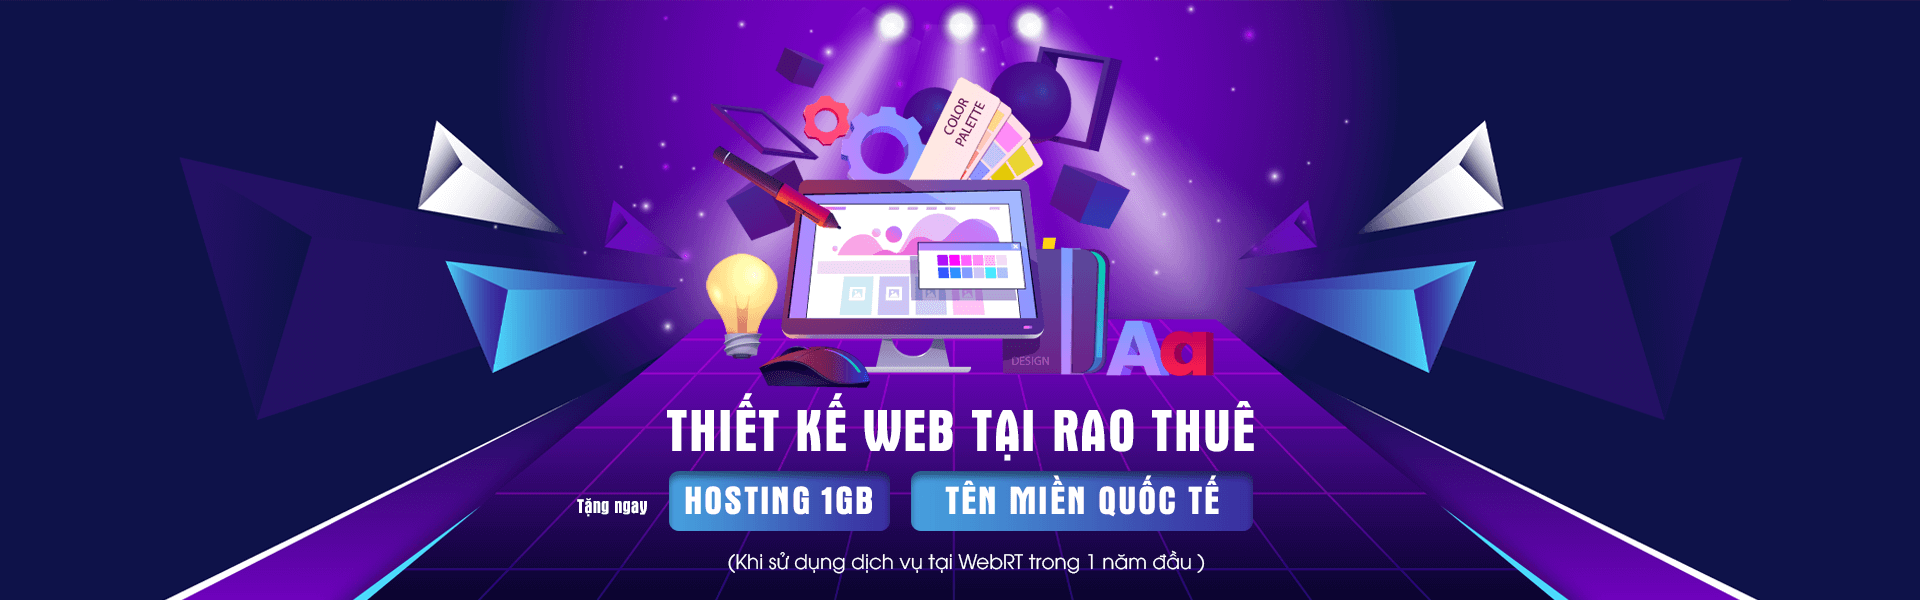 COLOR
PALETTE
DESIGN
Aa
THIẾT KẾ WEB TẠI RAO THUÊ
Tặng ngay HOSTING 1GB TÊN MIỀN QUỐC TẾ
(Khi sử dụng dịch vụ tại WebRT trong 1 năm đầu )